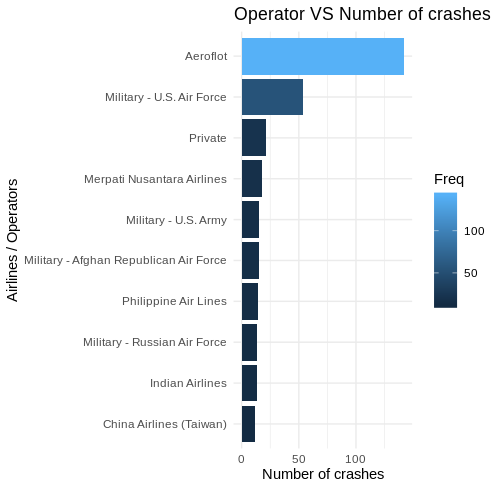 Operator VS Number of crashes
Airlines / Operators
Aeroflot
Military - U.S. Air Force
Private
Merpati Nusantara Airlines
Military - U.S. Army
Military - Afghan Republican Air Force
Philippine Air Lines
Military - Russian Air Force
Indian Airlines
China Airlines (Taiwan)
0 50 100
Number of crashes
Freq
100
50